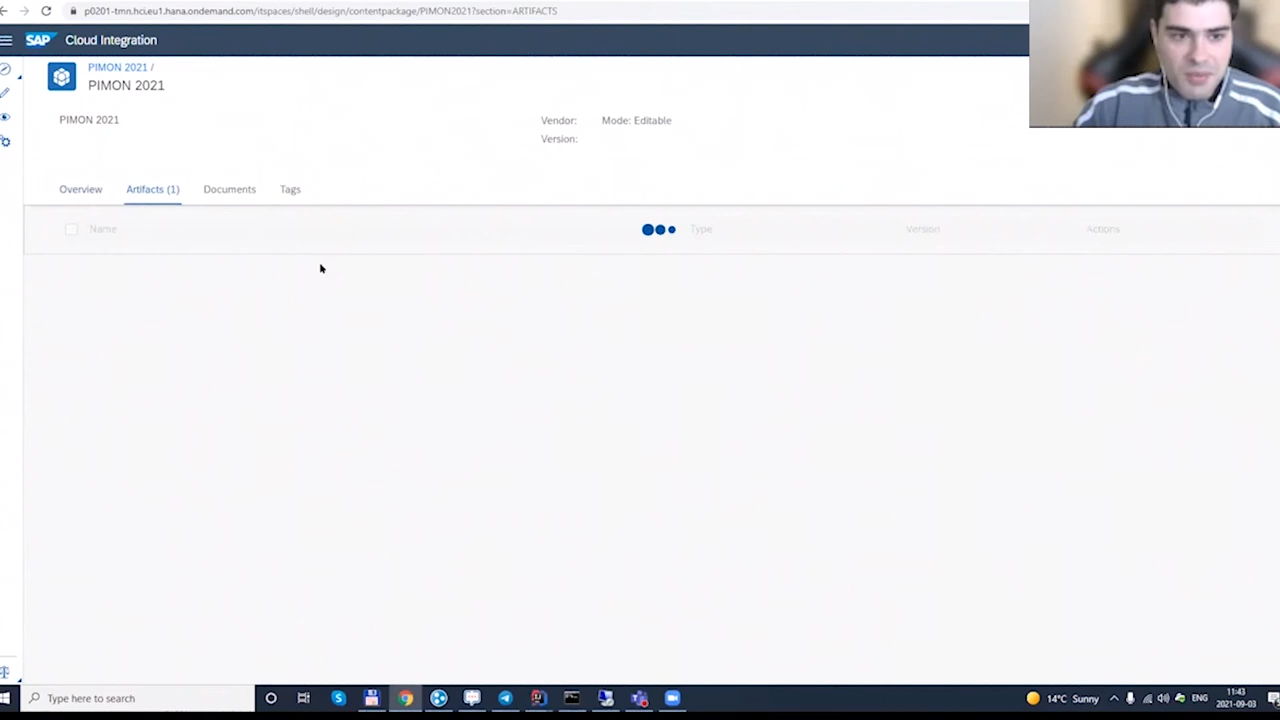 p0201-tmn.hci.eu1.hana.ondemand.com/itspaces/shell/design/contentpackage/PIMON2021?section=ARTIFACTS
SAP Cloud Integration
PIMON 2021 /
PIMON 2021
PIMON 2021
Vendor: Mode: Editable
Version:
Overview Artifacts (1) Documents Tags
Name Type Version Actions
Type here to search
14°C Sunny ENG 11:43
2021-09-03